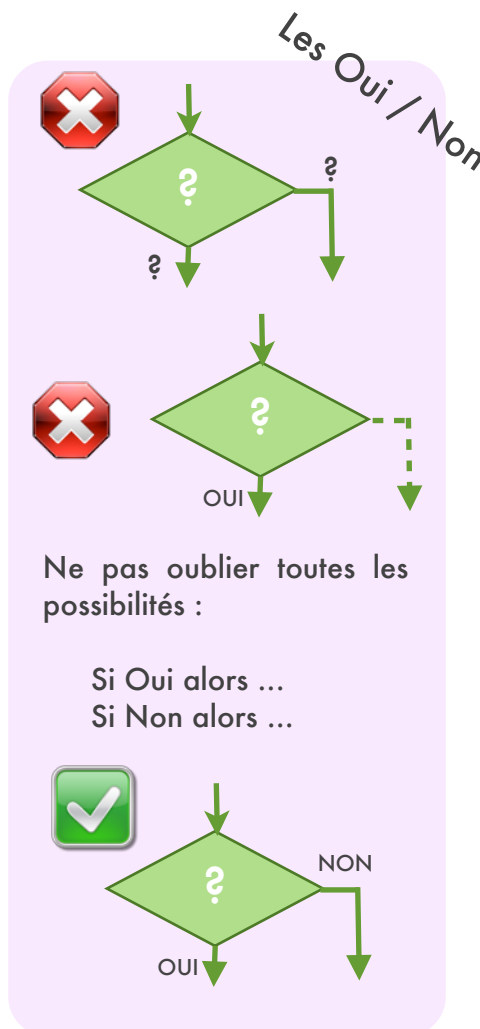 Les Oui / Non
?
?
?
?
OUI
Ne pas oublier toutes les
possibilités :
Si Oui alors ...
Si Non alors ...
?
NON
OUI